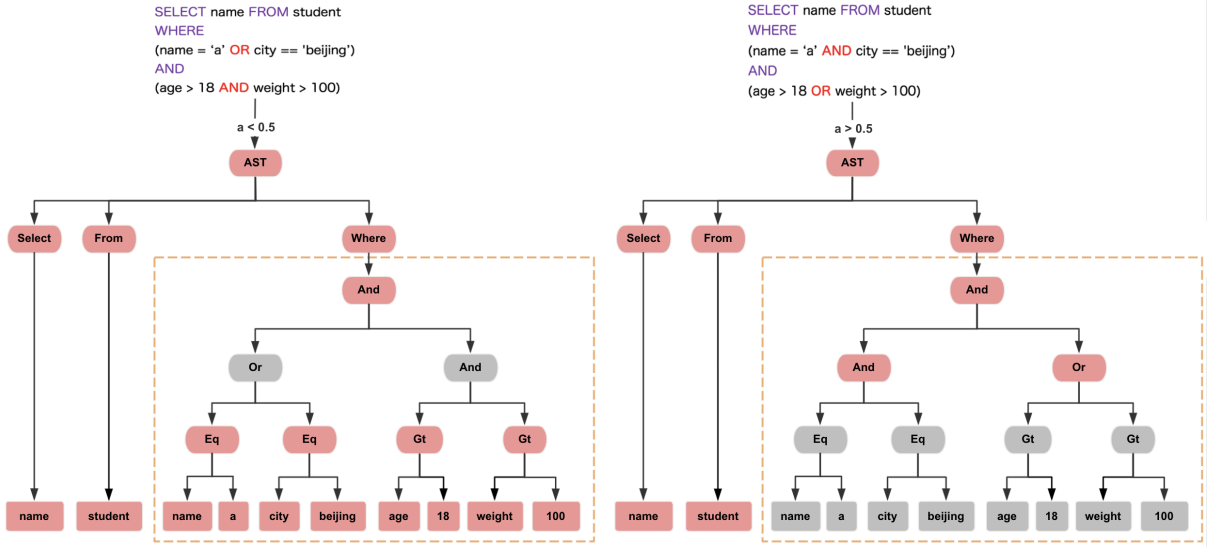 SELECT name FROM student
WHERE
(name = ‘a’ OR city == 'beijing’)
AND
(age > 18 AND weight > 100)
a < 0.5
AST
Select From Where
And
Or And
Eq Eq Gt Gt
name student name a city beijing age 18 weight 100
SELECT name FROM student
WHERE
(name = ‘a’ AND city == 'beijing’)
AND
(age > 18 OR weight > 100)
a > 0.5
AST
Select From Where
And
And Or
Eq Eq Gt Gt
name student name a city beijing age 18 weight 100